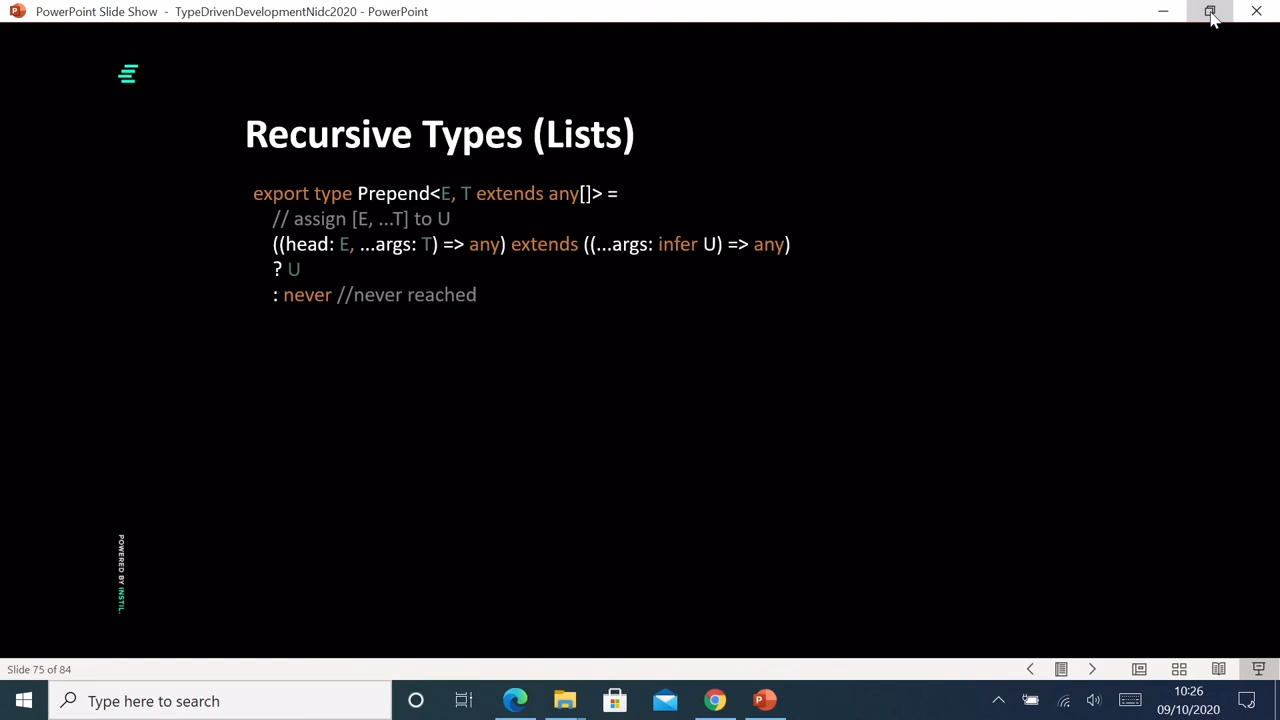 PowerPoint Slide Show - TypeDrivenDevelopmentNidc2020 - PowerPoint
Recursive Types (Lists)
export type Prepend<E, T extends any[]> =
// assign [E, ...T] to U
((head: E, ...args: T) => any) extends ((...args: infer U) => any)
? U
: never //never reached
POWERED BY INSTIL.
Slide 75 of 84
Type here to search
10:26
09/10/2020